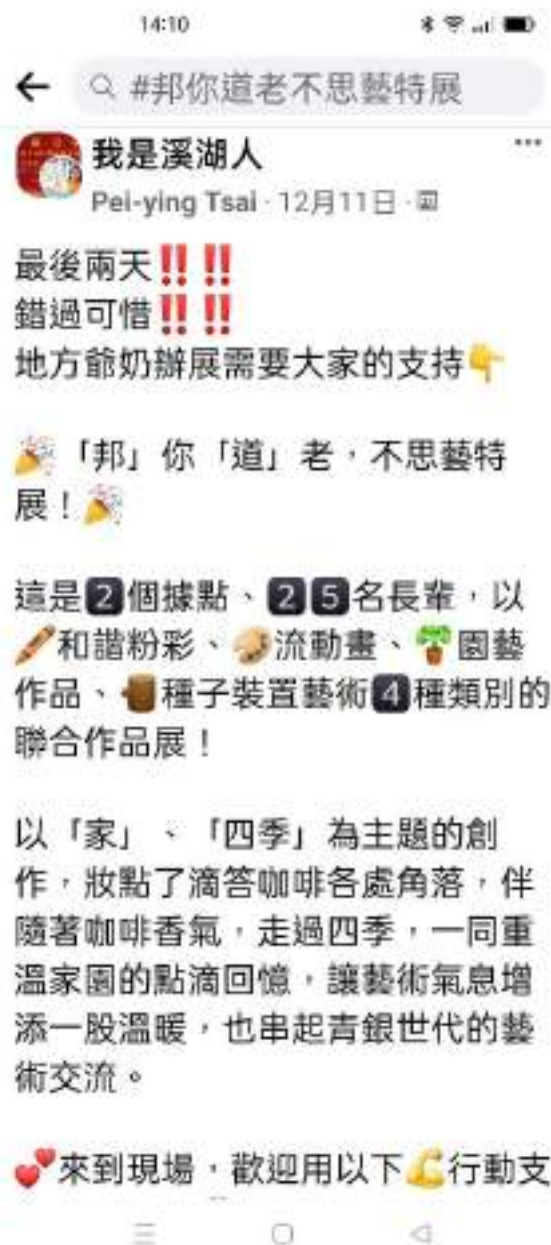 14:10
#邦你道老不思藝特展
我是溪湖人
Pei-ying Tsai · 12月11日 ·
最後兩天‼️‼️
錯過可惜‼️‼️
地方爺奶辦展需要大家的支持👇
🎉「邦」你「道」老,不思藝特
展!🎉
這是2️⃣個據點、2️⃣5️⃣名長輩,以
🖍️和諧粉彩、🎨流動畫、🪴園藝
作品、🪵種子裝置藝術4️⃣種類別的
聯合作品展!
以「家」、「四季」為主題的創
作,妝點了滴答咖啡各處角落,伴
隨著咖啡香氣,走過四季,一同重
溫家園的點滴回憶,讓藝術氣息增
添一股溫暖,也串起青銀世代的藝
術交流。
💕來到現場,歡迎用以下💪行動支